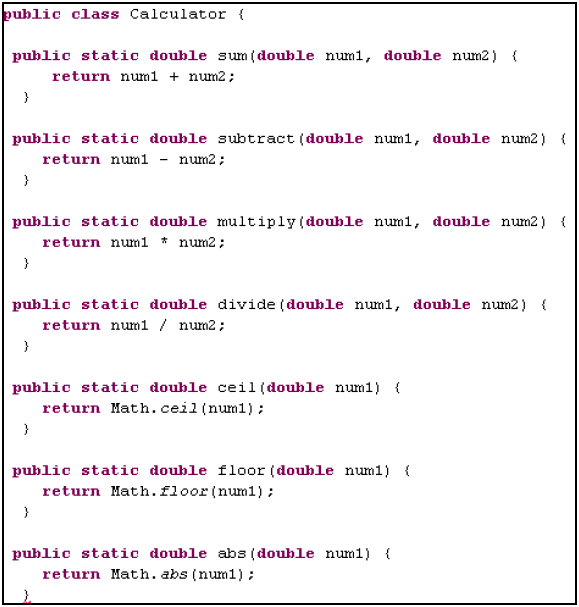 public class Calculator {
public static double sum(double num1, double num2) {
return num1 + num2;
}
public static double subtract(double num1, double num2) {
return num1 - num2;
}
public static double multiply(double num1, double num2) {
return num1 * num2;
}
public static double divide(double num1, double num2) {
return num1 / num2;
}
public static double ceil(double num1) {
return Math.ceil(num1);
}
public static double floor(double num1) {
return Math.floor(num1);
}
public static double abs(double num1) {
return Math.abs(num1);
}